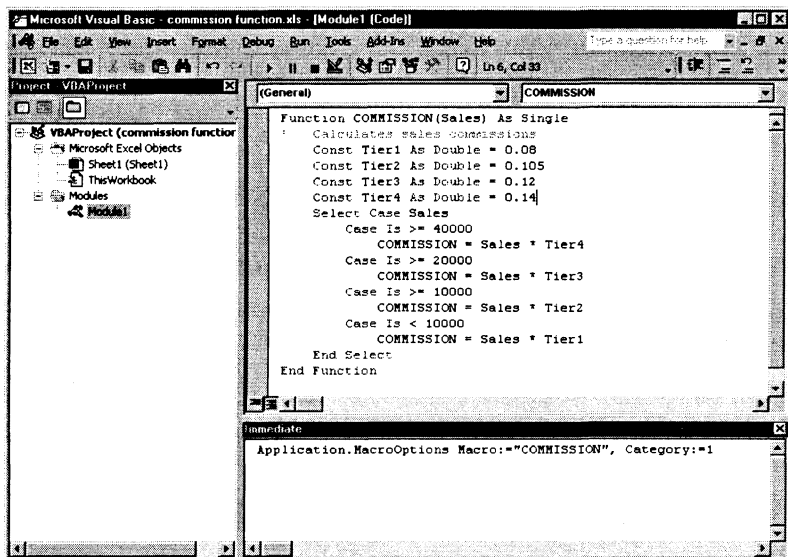 Microsoft Visual Basic - commission function.xls - [Module1 (Code)]
File Edit View Insert Format Debug Run Tools Add-Ins Window Help Type a question for help
Ln 6, Col 33
Project - VBAProject
VBAProject (commission function
Microsoft Excel Objects
Sheet1 (Sheet1)
ThisWorkbook
Modules
Module1
(General) COMMISSION
Function COMMISSION(Sales) As Single
' Calculates sales commissions
Const Tier1 As Double = 0.08
Const Tier2 As Double = 0.105
Const Tier3 As Double = 0.12
Const Tier4 As Double = 0.14
Select Case Sales
Case Is >= 40000
COMMISSION = Sales * Tier4
Case Is >= 20000
COMMISSION = Sales * Tier3
Case Is >= 10000
COMMISSION = Sales * Tier2
Case Is < 10000
COMMISSION = Sales * Tier1
End Select
End Function
Immediate
Application.MacroOptions Macro:="COMMISSION", Category:=1